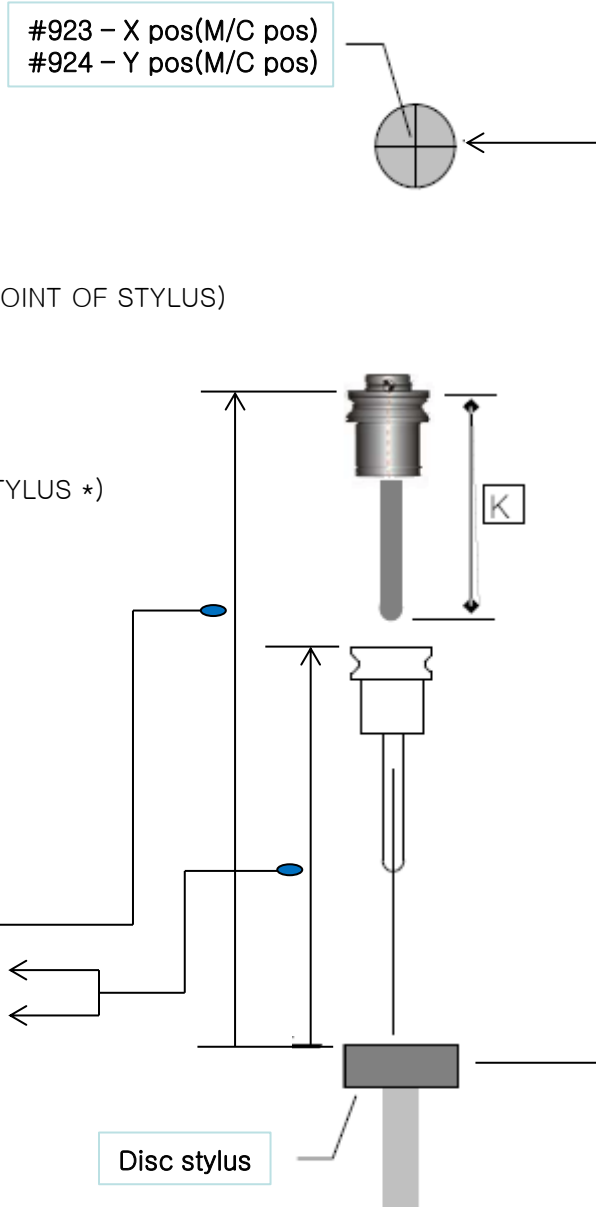 #923 – X pos(M/C pos)
#924 – Y pos(M/C pos)
OINT OF STYLUS)
TYLUS *)
K
Disc stylus